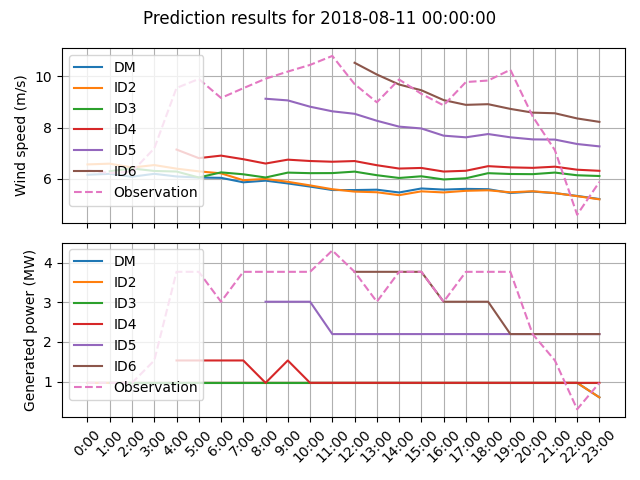 Prediction results for 2018-08-11 00:00:00
Wind speed (m/s)
10
8
6
DM
ID2
ID3
ID4
ID5
ID6
Observation
Generated power (MW)
4
3
2
1
DM
ID2
ID3
ID4
ID5
ID6
Observation
0:00 1:00 2:00 3:00 4:00 5:00 6:00 7:00 8:00 9:00 10:00 11:00 12:00 13:00 14:00 15:00 16:00 17:00 18:00 19:00 20:00 21:00 22:00 23:00